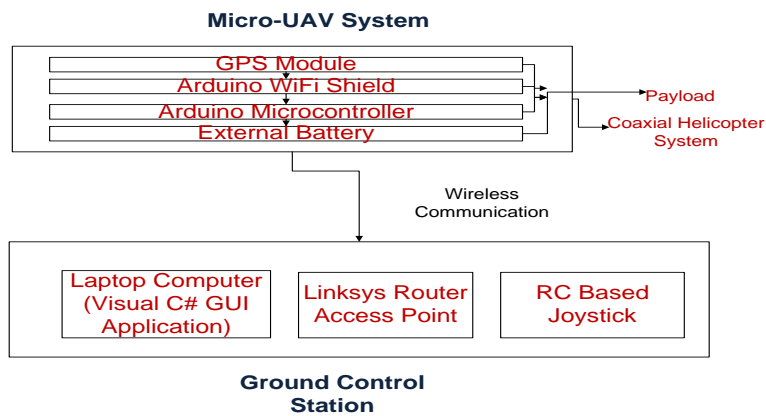 Micro-UAV System
GPS Module
Arduino WiFi Shield
Arduino Microcontroller
External Battery
Payload
Coaxial Helicopter
System
Wireless
Communication
Laptop Computer
(Visual C# GUI
Application)
Linksys Router
Access Point
RC Based
Joystick
Ground Control
Station